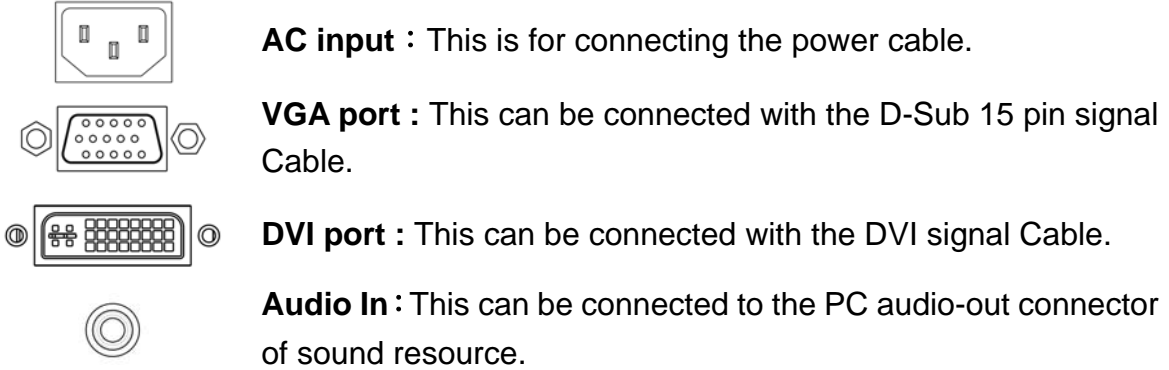 AC input：This is for connecting the power cable.
VGA port : This can be connected with the D-Sub 15 pin signal
Cable.
DVI port : This can be connected with the DVI signal Cable.
Audio In：This can be connected to the PC audio-out connector
of sound resource.